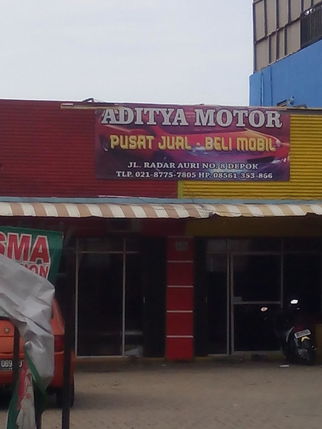 ADITYA MOTOR
PUSAT JUAL - BELI MOBIL
JL. RADAR AURI NO. 8 DEPOK
TLP. 021-8775-7805 HP. 08561-353-866
SMA